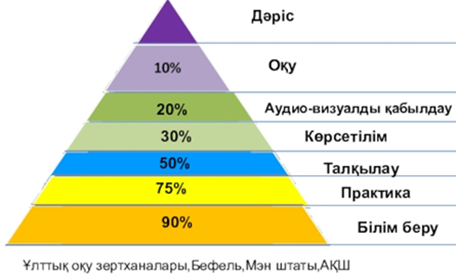 Дәріс
10% Оқу
20% Аудио-визуалды қабылдау
30% Көрсетілім
50% Талқылау
75% Практика
90% Білім беру
Ұлттық оқу зертханалары,Бефель,Мэн штаты,АҚШ